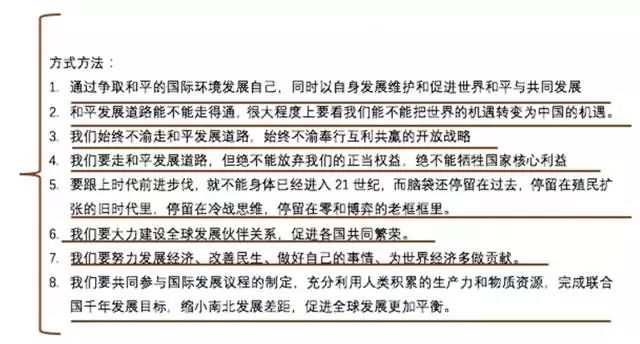 方式方法：
1. 通过争取和平的国际环境发展自己，同时以自身发展维护和促进世界和平与共同发展
2. 和平发展道路能不能走得通，很大程度上要看我们能不能把世界的机遇转变为中国的机遇。
3. 我们始终不渝走和平发展道路，始终不渝奉行互利共赢的开放战略
4. 我们要走和平发展道路，但绝不能放弃我们的正当权益，绝不能牺牲国家核心利益
5. 要跟上时代前进步伐，就不能身体已经进入 21 世纪，而脑袋还停留在过去，停留在殖民扩
张的旧时代里，停留在冷战思维，停留在零和博弈的老框框里。
6. 我们要大力建设全球发展伙伴关系，促进各国共同繁荣。
7. 我们要努力发展经济、改善民生、做好自己的事情、为世界经济多做贡献。
8. 我们要共同参与国际发展议程的制定，充分利用人类积累的生产力和物质资源，完成联合
国千年发展目标，缩小南北发展差距，促进全球发展更加平衡。